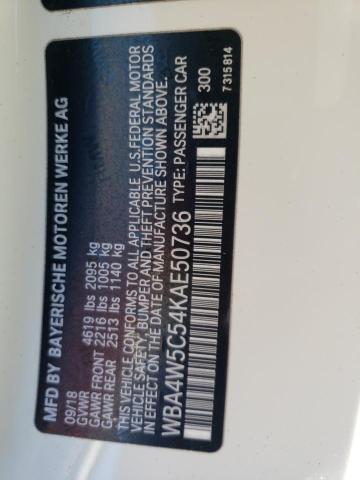 MFD BY BAYERISCHE MOTOREN WERKE AG
09/18
GVWR 4619 lbs 2095 kg
GAWR FRONT 2216 lbs 1005 kg
GAWR REAR 2513 lbs 1140 kg
THIS VEHICLE CONFORMS TO ALL APPLICABLE U.S.FEDERAL MOTOR
VEHICLE SAFETY, BUMPER AND THEFT PREVENTION STANDARDS
IN EFFECT ON THE DATE OF MANUFACTURE SHOWN ABOVE.
WBA4W5C54KAE50736 TYPE: PASSENGER CAR
300
7315814